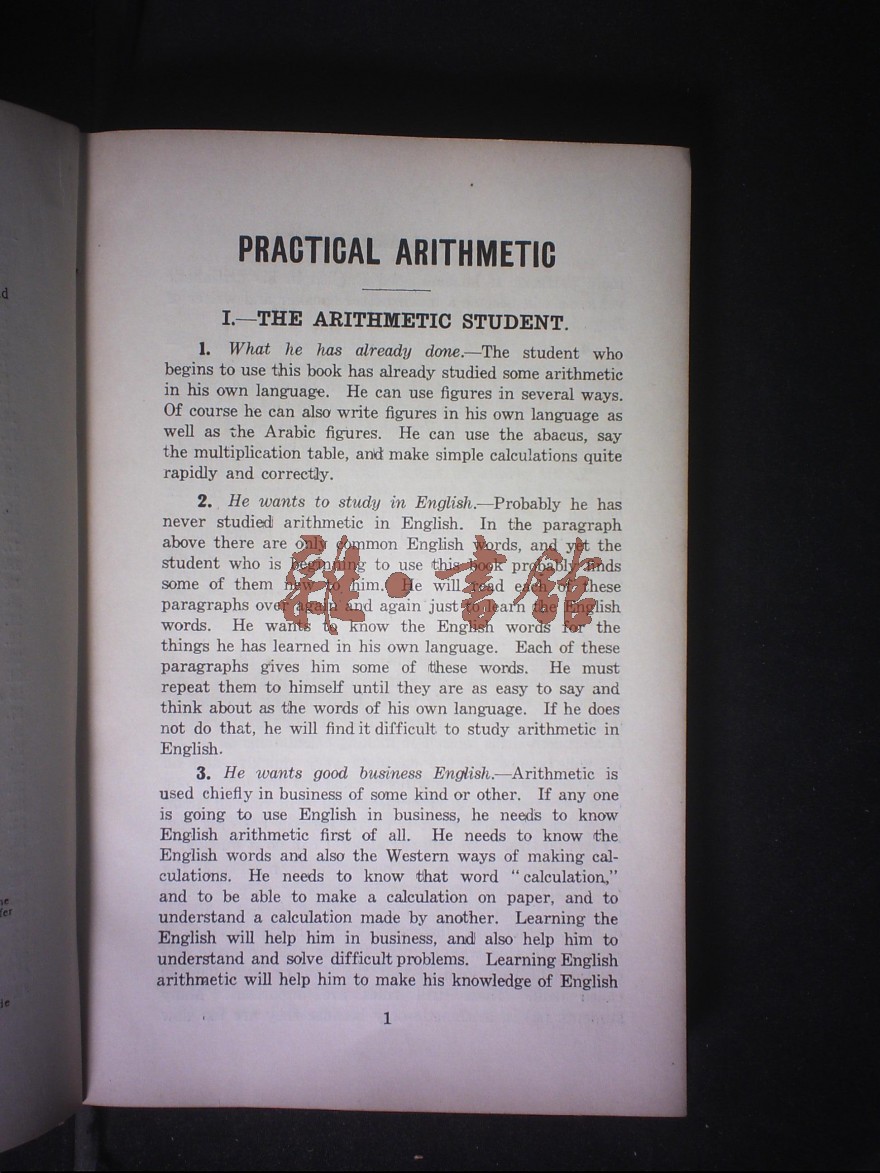 PRACTICAL ARITHMETIC
I.—THE ARITHMETIC STUDENT.
1. What he has already done.—The student who
begins to use this book has already studied some arithmetic
in his own language. He can use figures in several ways.
Of course he can also write figures in his own language as
well as the Arabic figures. He can use the abacus, say
the multiplication table, and make simple calculations quite
rapidly and correctly.
2. He wants to study in English.—Probably he has
never studied arithmetic in English. In the paragraph
above there are only common English words, and yet the
student who is beginning to use this book probably finds
some of them new to him. He will read each of these
paragraphs over again and again just to learn the English
words. He wants to know the English words for the
things he has learned in his own language. Each of these
paragraphs gives him some of these words. He must
repeat them to himself until they are as easy to say and
think about as the words of his own language. If he does
not do that, he will find it difficult to study arithmetic in
English.
3. He wants good business English.—Arithmetic is
used chiefly in business of some kind or other. If any one
is going to use English in business, he needs to know
English arithmetic first of all. He needs to know the
English words and also the Western ways of making cal-
culations. He needs to know that word "calculation,"
and to be able to make a calculation on paper, and to
understand a calculation made by another. Learning the
English will help him in business, and also help him to
understand and solve difficult problems. Learning English
arithmetic will help him to make his knowledge of English
1
雅·書館